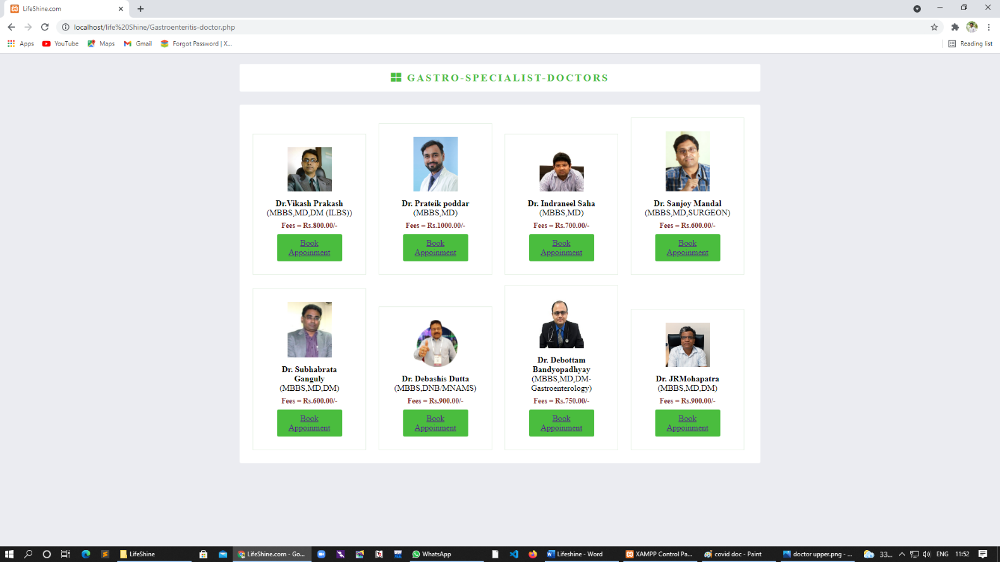 LifeShine.com
localhost/life%20Shine/Gastroenteritis-doctor.php
Apps
YouTube
Maps
Gmail
Forgot Password | X...
Reading list
GASTRO-SPECIALIST-DOCTORS
Dr.Vikash Prakash
(MBBS,MD,DM (ILBS))
Fees = Rs.800.00/-
Book
Appoinment
Dr. Prateik poddar
(MBBS,MD)
Fees = Rs.1000.00/-
Book
Appoinment
Dr. Indraneel Saha
(MBBS,MD)
Fees = Rs.700.00/-
Book
Appoinment
Dr. Sanjoy Mandal
(MBBS,MD,SURGEON)
Fees = Rs.600.00/-
Book
Appoinment
Dr. Subhabrata
Ganguly
(MBBS,MD,DM)
Fees = Rs.600.00/-
Book
Appoinment
Dr. Debashis Dutta
(MBBS,DNB/MNAMS)
Fees = Rs.900.00/-
Book
Appoinment
Dr. Debottam
Bandyopadhyay
(MBBS,MD,DM-
Gastroenterology)
Fees = Rs.750.00/-
Book
Appoinment
Dr. JRMohapatra
(MBBS,MD,DM)
Fees = Rs.900.00/-
Book
Appoinment
LifeShine
LifeShine.com - Go...
WhatsApp
Lifeshine - Word
XAMPP Control Pa...
covid doc - Paint
doctor upper.png - ...
33...
ENG
11:52